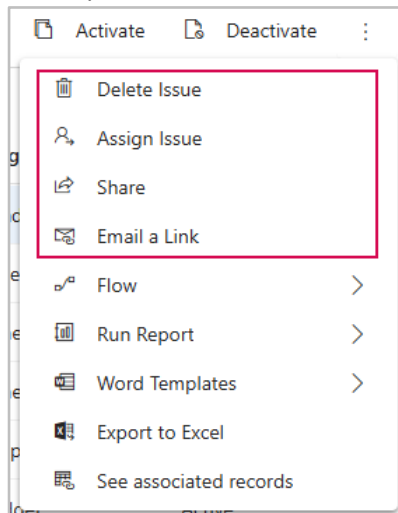 Activate Deactivate
Delete Issue
Assign Issue
Share
Email a Link
Flow
Run Report
Word Templates
Export to Excel
See associated records